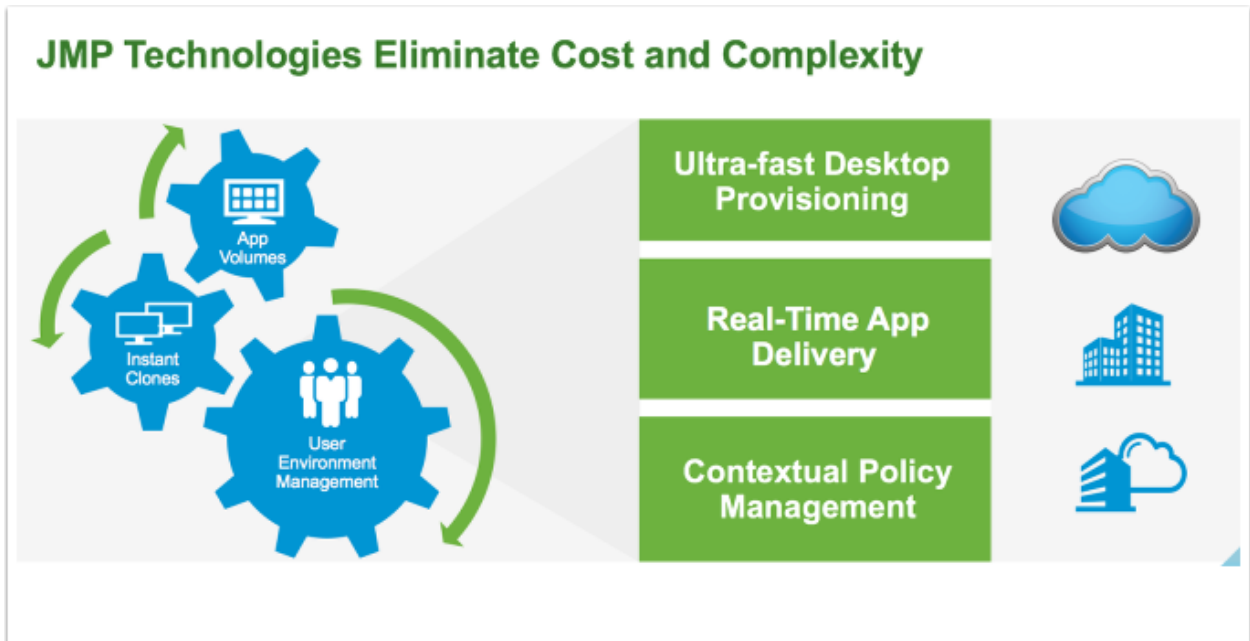 JMP Technologies Eliminate Cost and Complexity
App
Volumes
Instant
Clones
User
Environment
Management
Ultra-fast Desktop
Provisioning
Real-Time App
Delivery
Contextual Policy
Management